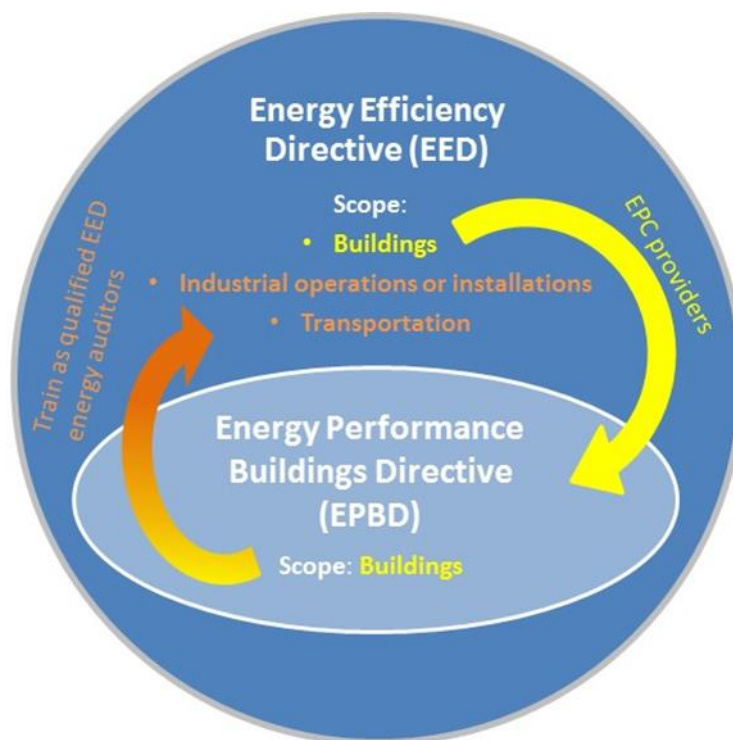 Energy Efficiency
Directive (EED)
Scope:
• Buildings
• Industrial operations or installations
• Transportation
EPC providers
Train as qualified EED
energy auditors
Energy Performance
Buildings Directive
(EPBD)
Scope: Buildings